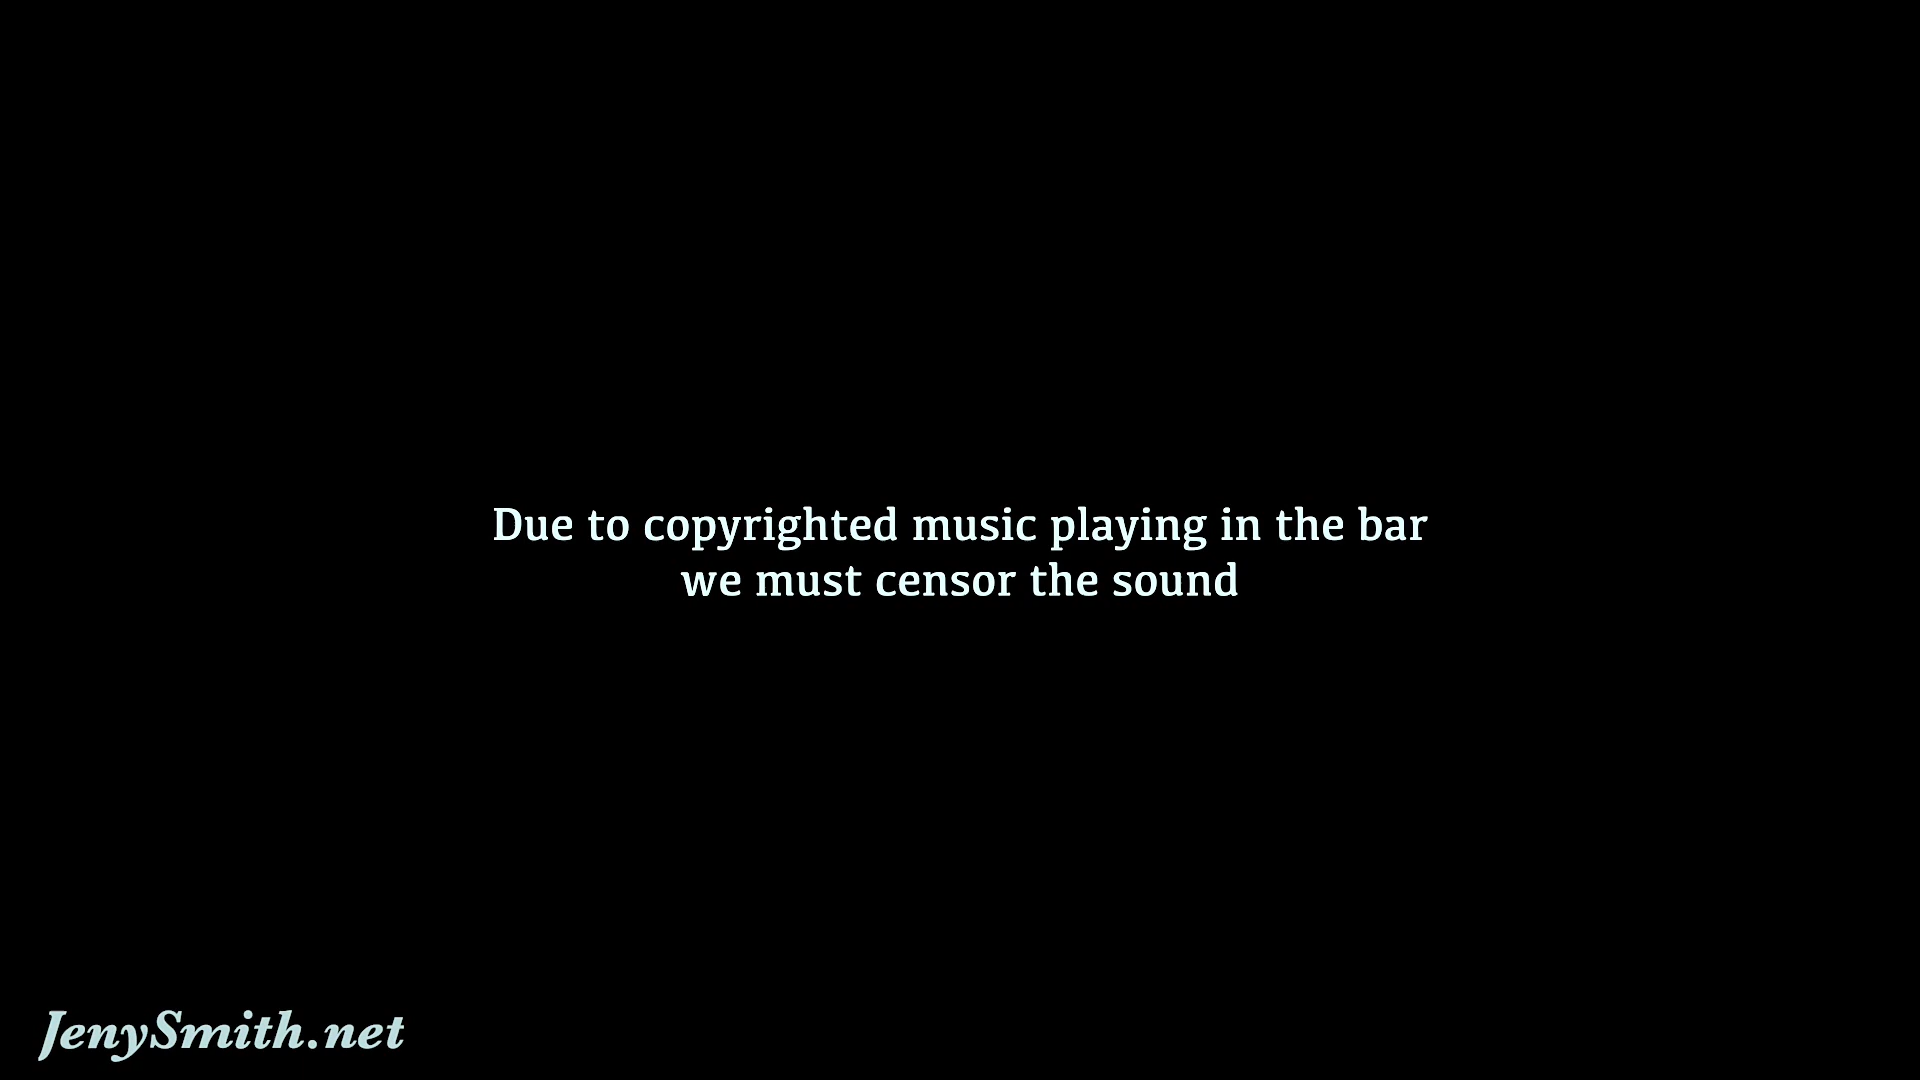 Due to copyrighted music playing in the bar
we must censor the sound
JenySmith.net